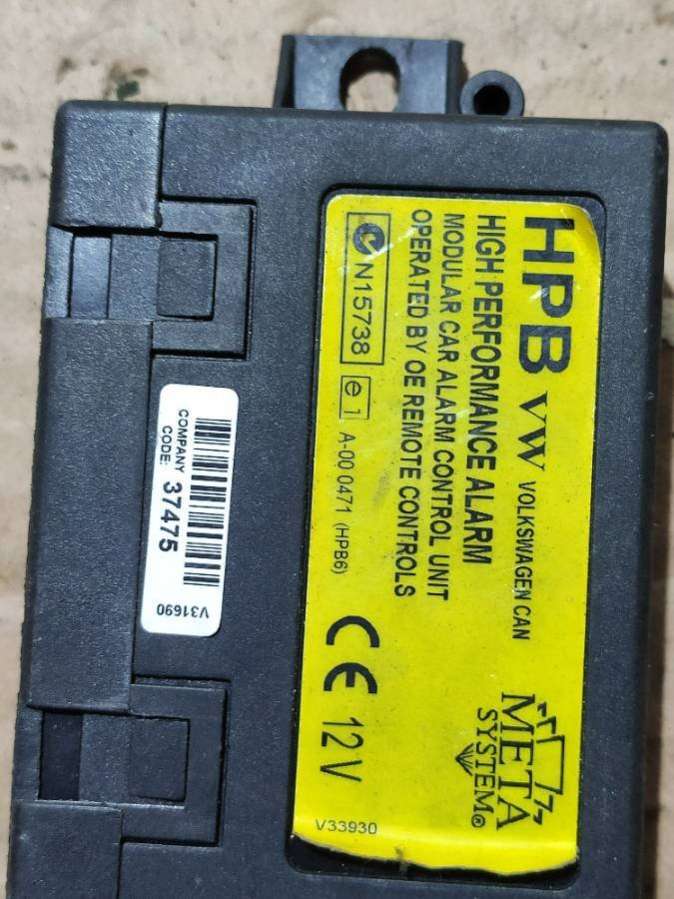 HPB VW VOLKSWAGEN CAN
HIGH PERFORMANCE ALARM
MODULAR CAR ALARM CONTROL UNIT
OPERATED BY OE REMOTE CONTROLS
N15738 e1 A-00 0471 (HPB6)
META
SYSTEM®
CE 12V
V33930
COMPANY
CODE: 37475
V31690